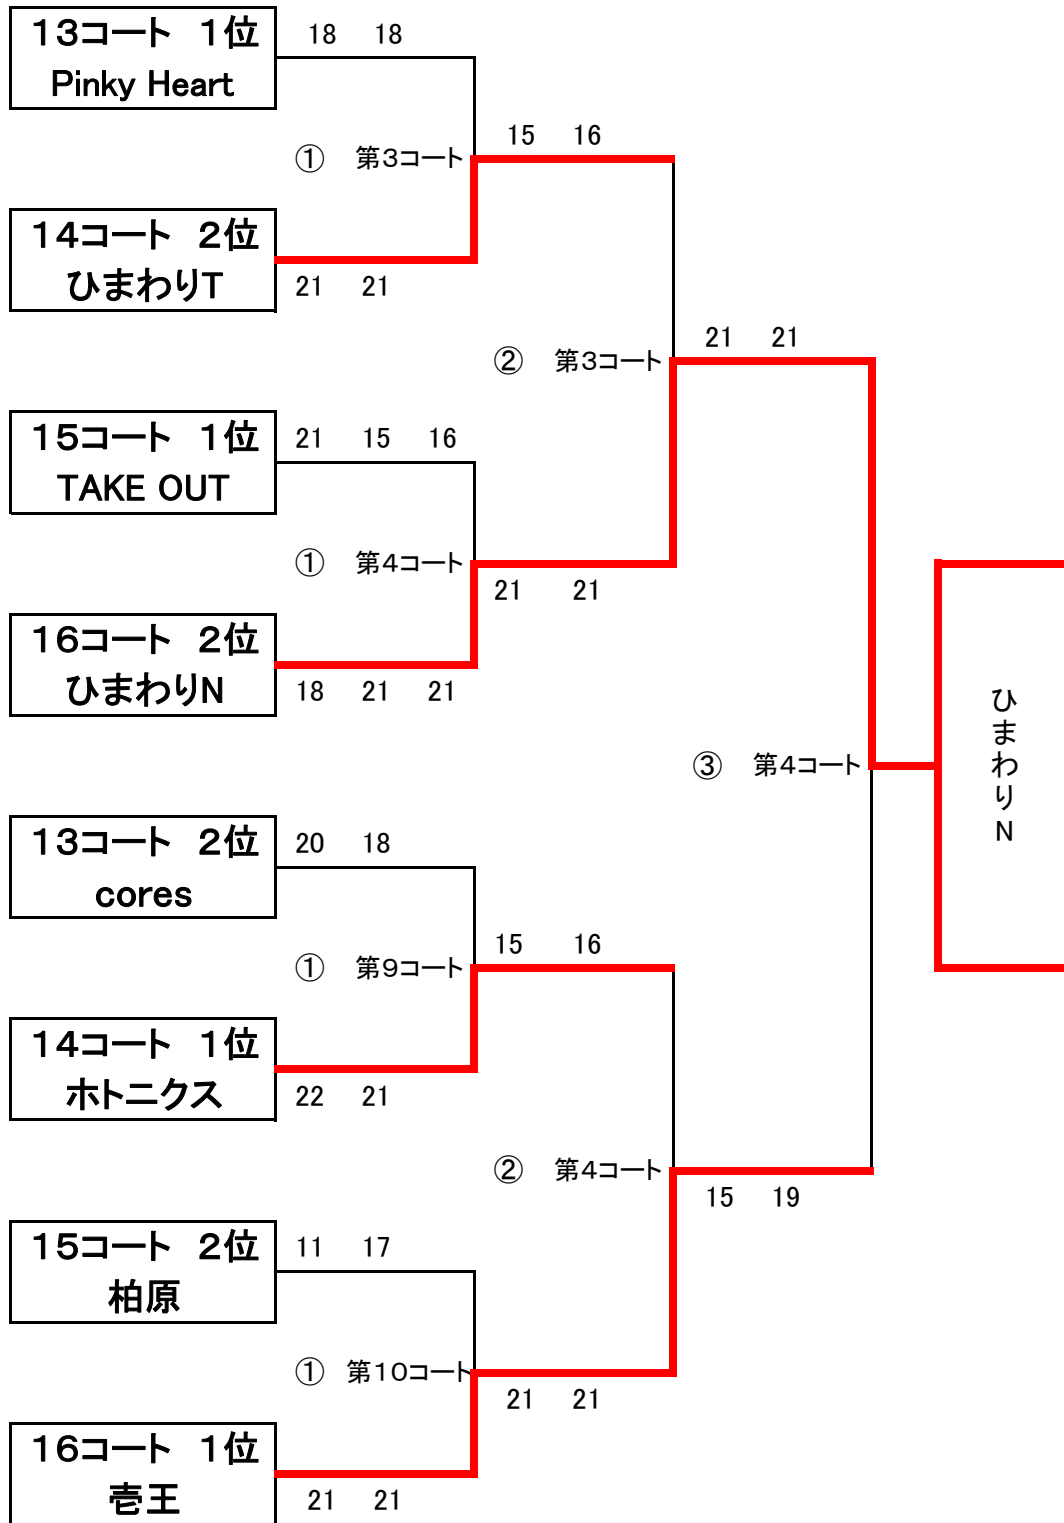 13コート 1位
Pinky Heart
18 18
① 第3コート
15 16
14コート 2位
ひまわりT
21 21
② 第3コート
21 21
15コート 1位
TAKE OUT
21 15 16
① 第4コート
21 21
16コート 2位
ひまわりN
18 21 21
③ 第4コート
ひまわりN
13コート 2位
cores
20 18
① 第9コート
15 16
14コート 1位
ホトニクス
22 21
② 第4コート
15 19
15コート 2位
柏原
11 17
① 第10コート
21 21
16コート 1位
壱王
21 21